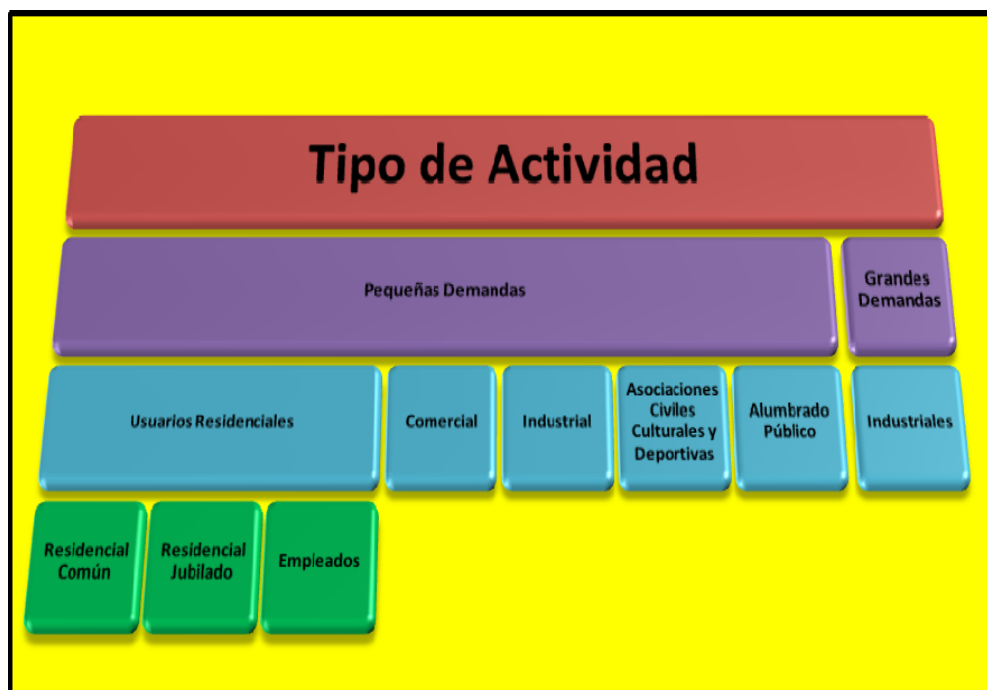 Tipo de Actividad
Pequeñas Demandas
Grandes
Demandas
Usuarios Residenciales
Comercial
Industrial
Asociaciones
Civiles
Culturales y
Deportivas
Alumbrado
Público
Industriales
Residencial
Común
Residencial
Jubilado
Empleados